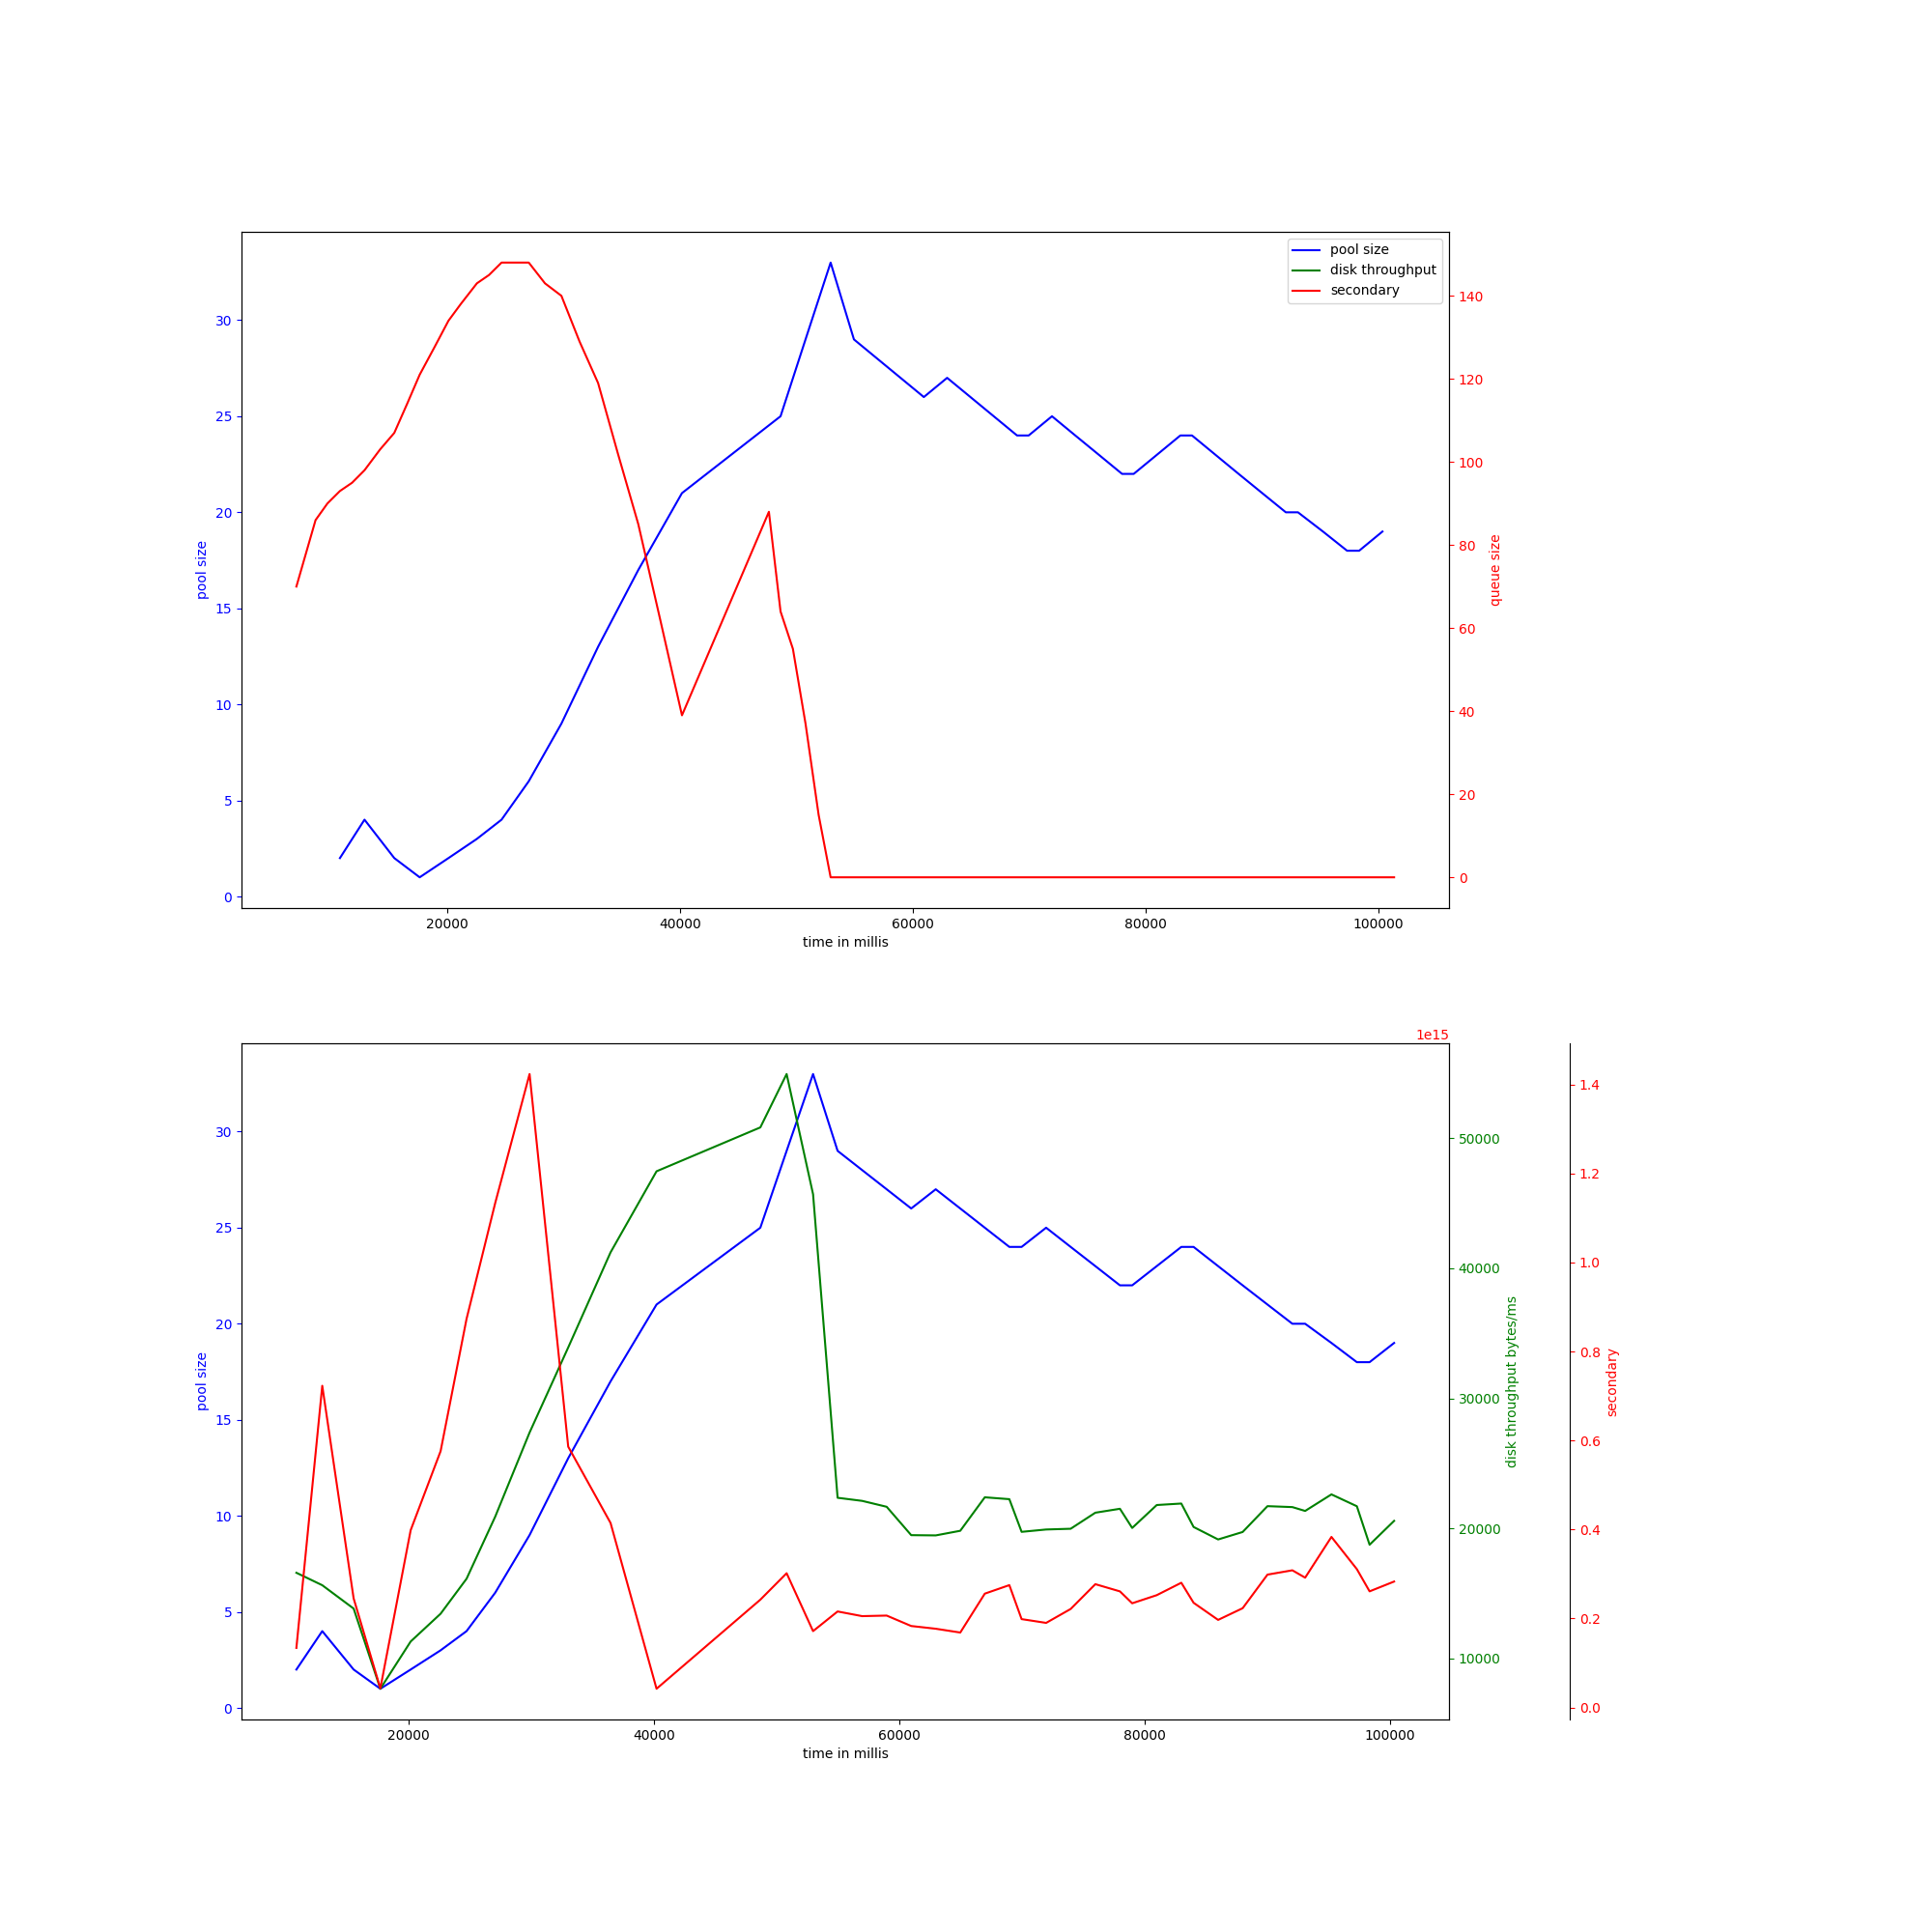 pool size
disk throughput
secondary
30
25
20
15
10
5
0
pool size
140
120
100
80
60
40
20
0
queue size
20000 40000 60000 80000 100000
time in millis
1e15
30
25
20
15
10
5
0
pool size
50000
40000
30000
20000
10000
disk throughput bytes/ms
1.4
1.2
1.0
0.8
0.6
0.4
0.2
0.0
secondary
20000 40000 60000 80000 100000
time in millis